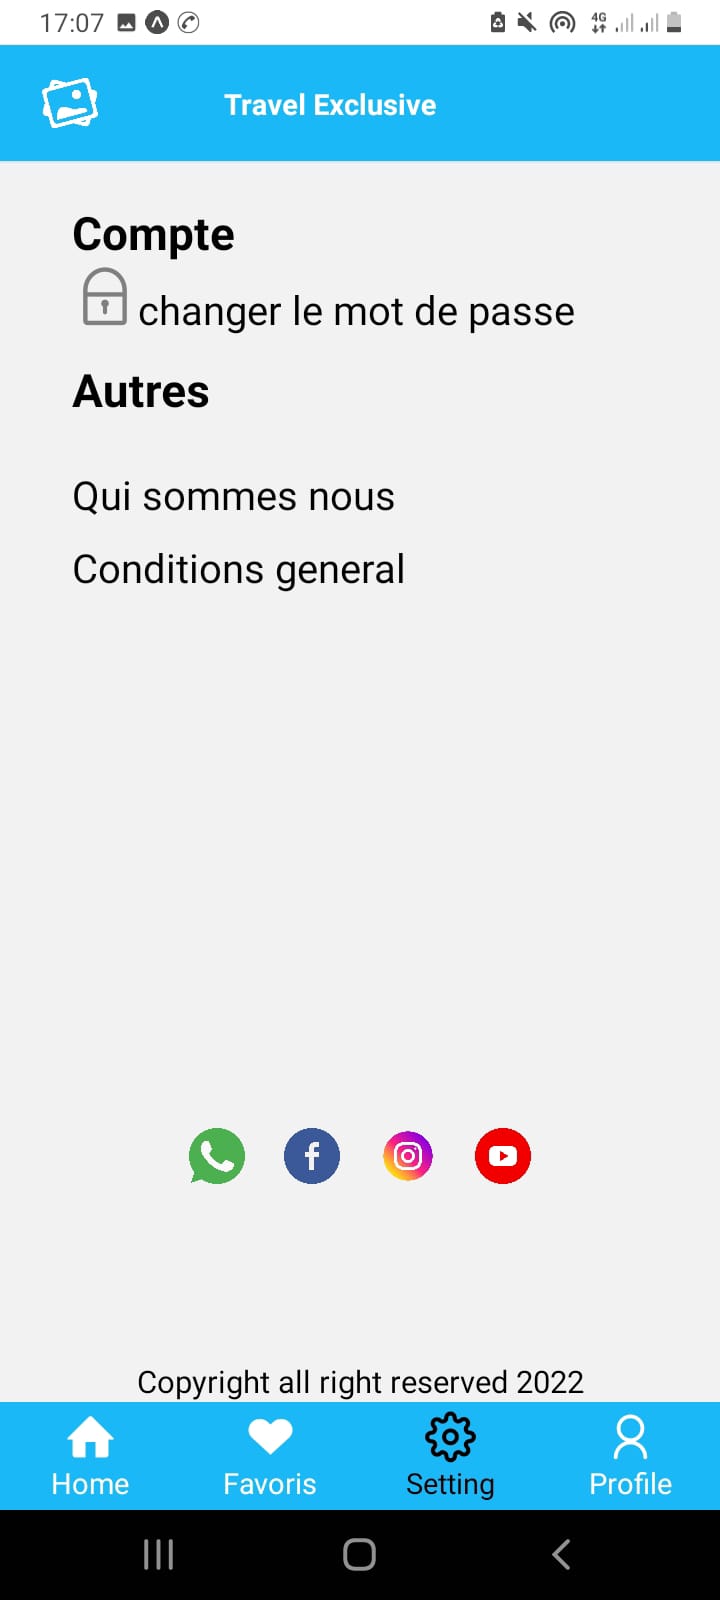 17:07
4G
Travel Exclusive
Compte
changer le mot de passe
Autres
Qui sommes nous
Conditions general
Copyright all right reserved 2022
Home Favoris Setting Profile